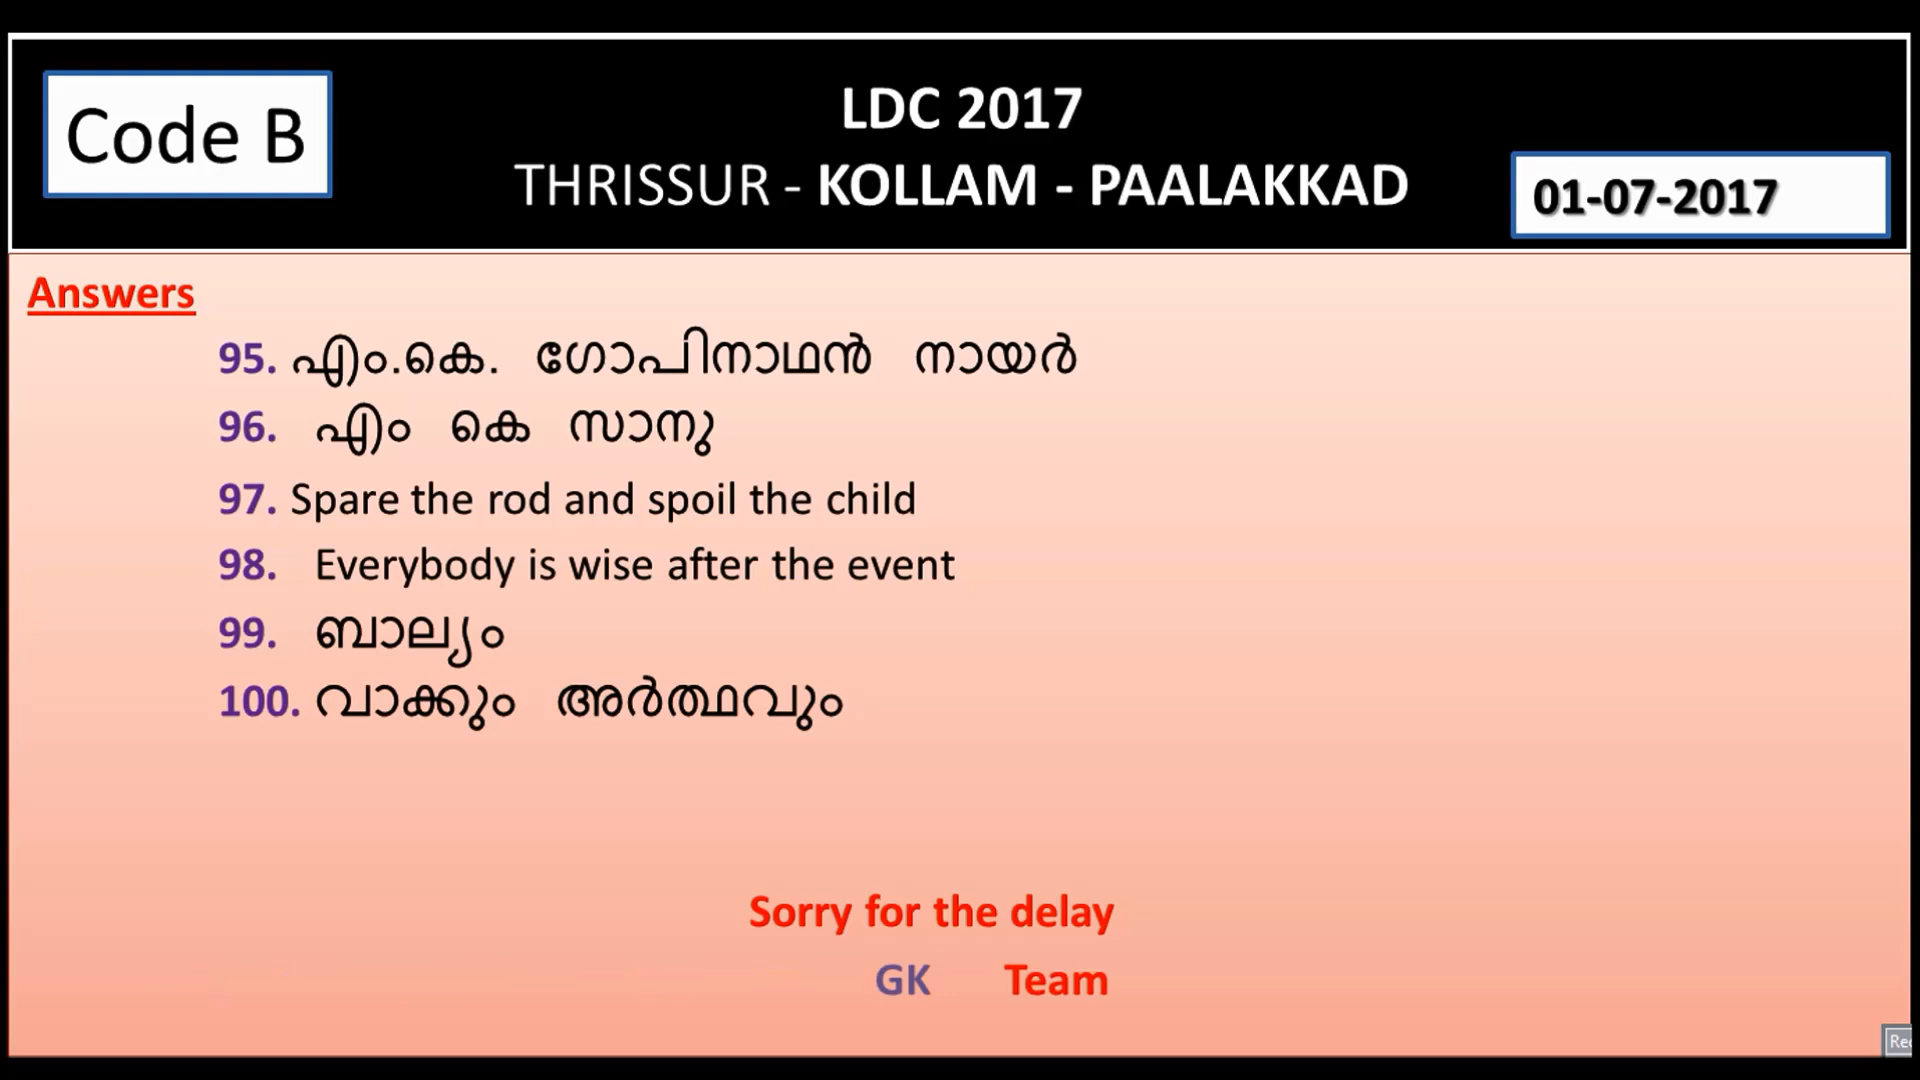 Code B
LDC 2017
THRISSUR - KOLLAM - PAALAKKAD
01-07-2017
Answers
95. എം.കെ. ഗോപിനാഥൻ നായർ
96. എം കെ സാനു
97. Spare the rod and spoil the child
98. Everybody is wise after the event
99. ബാല്യം
100. വാക്കും അർത്ഥവും
Sorry for the delay
GK Team